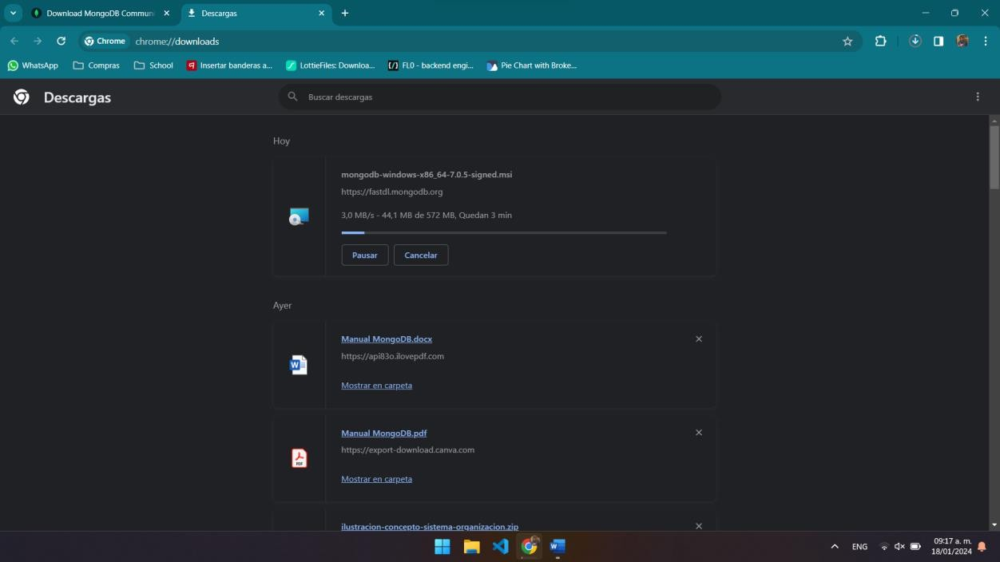 Download MongoDB Communi
Descargas
Chrome
chrome://downloads
WhatsApp
Compras
School
Insertar banderas a...
LottieFiles: Downloa...
FL0 - backend engi...
Pie Chart with Broke...
Descargas
Buscar descargas
Hoy
mongodb-windows-x86_64-7.0.5-signed.msi
https://fastdl.mongodb.org
3,0 MB/s - 44,1 MB de 572 MB, Quedan 3 min
Pausar
Cancelar
Ayer
Manual MongoDB.docx
https://api83o.ilovepdf.com
Mostrar en carpeta
Manual MongoDB.pdf
https://export-download.canva.com
Mostrar en carpeta
ilustracion-concepto-sistema-organizacion.zip
ENG
09:17 a. m.
18/01/2024